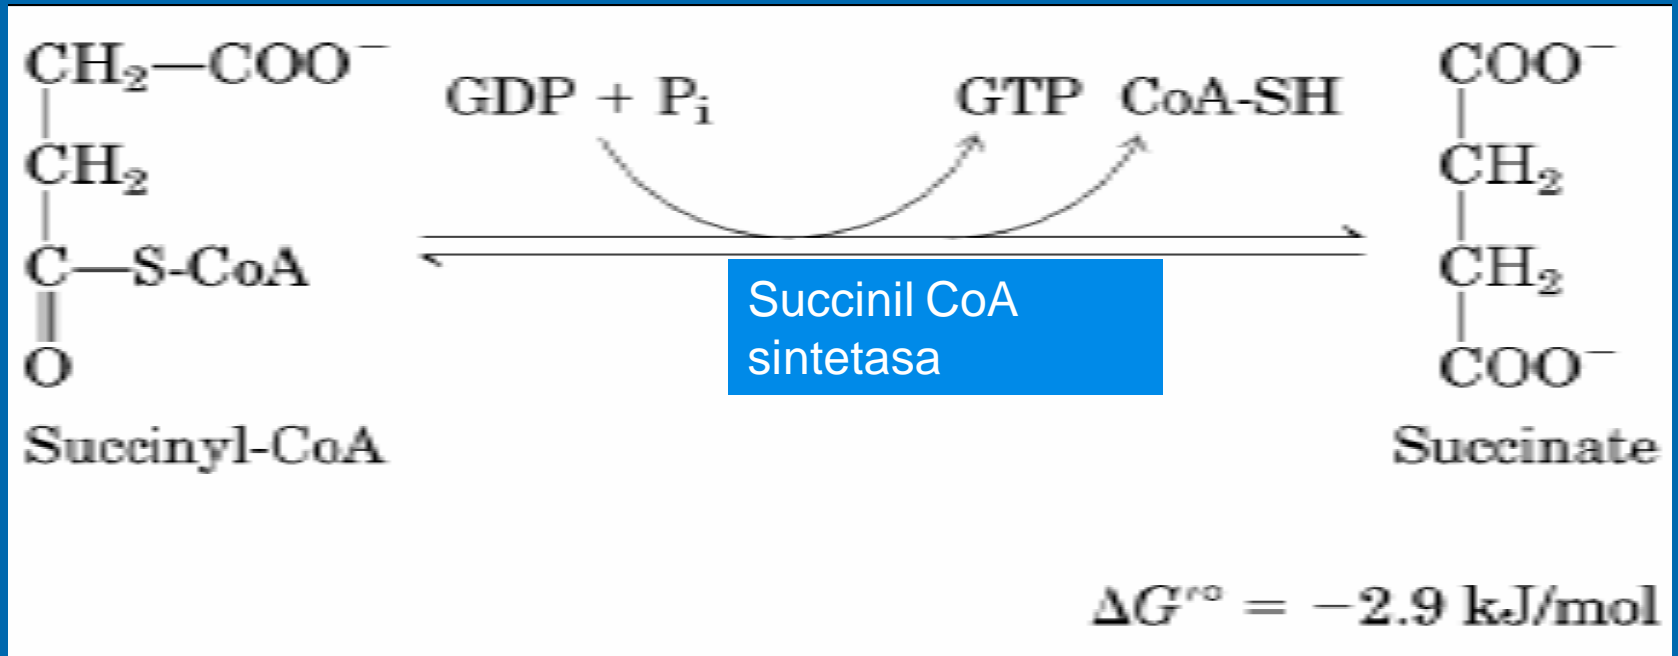 CH₂—COO⁻
CH₂
C—S-CoA
O
Succinyl-CoA
GDP + Pᵢ
GTP CoA-SH
Succinil CoA
sintetasa
COO⁻
CH₂
CH₂
COO⁻
Succinate
ΔG′° = −2.9 kJ/mol